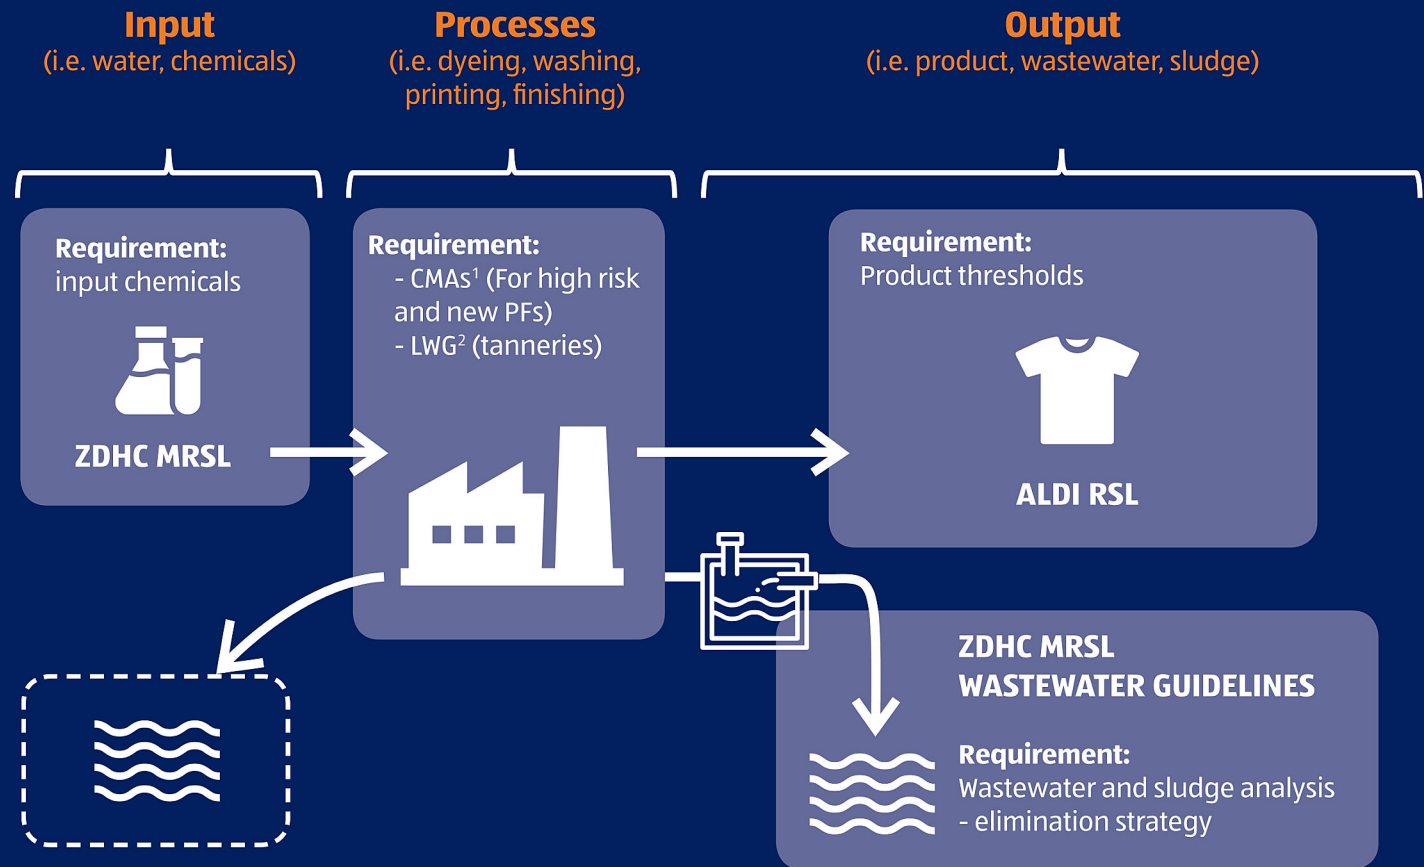 Input
(i.e. water, chemicals)
Processes
(i.e. dyeing, washing,
printing, finishing)
Output
(i.e. product, wastewater, sludge)
Requirement:
input chemicals
ZDHC MRSL
Requirement:
- CMAs¹ (For high risk
and new PFs)
- LWG² (tanneries)
Requirement:
Product thresholds
ALDI RSL
ZDHC MRSL
WASTEWATER GUIDELINES
Requirement:
Wastewater and sludge analysis
- elimination strategy